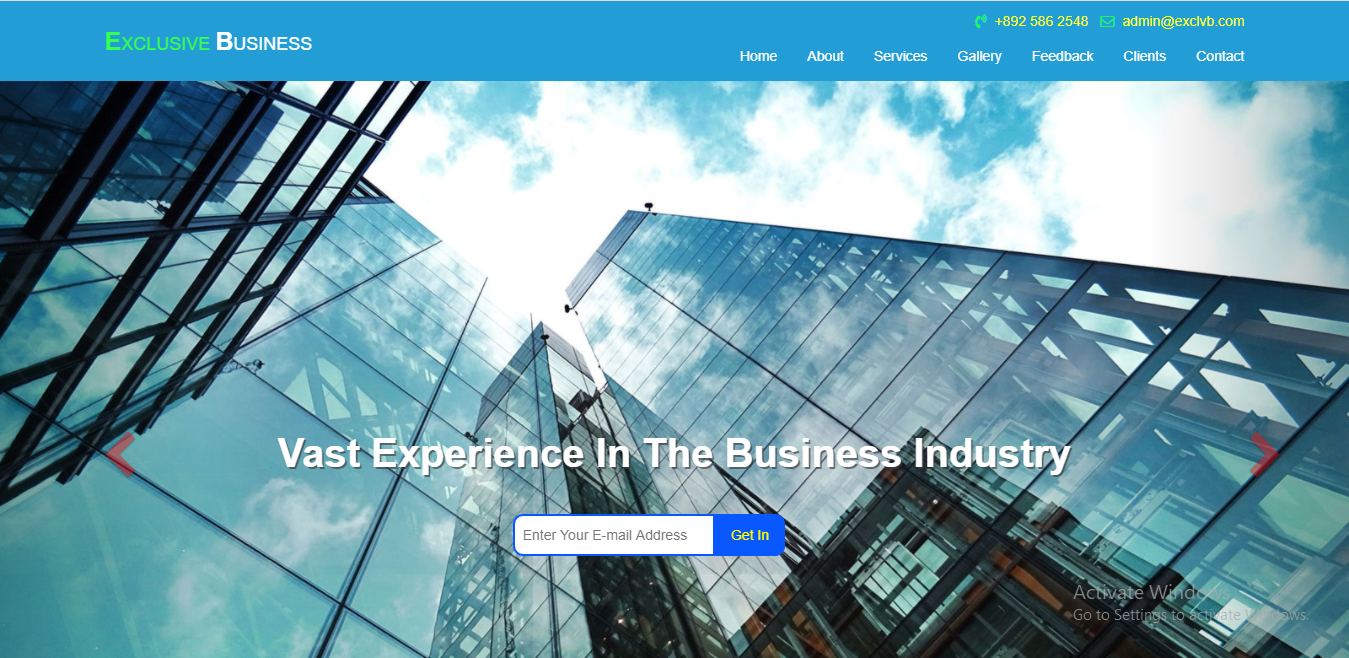 +892 586 2548 admin@exclvb.com
EXCLUSIVE BUSINESS
Home About Services Gallery Feedback Clients Contact
Vast Experience In The Business Industry
Enter Your E-mail Address Get In
Activate Windows
Go to Settings to activate Windows.